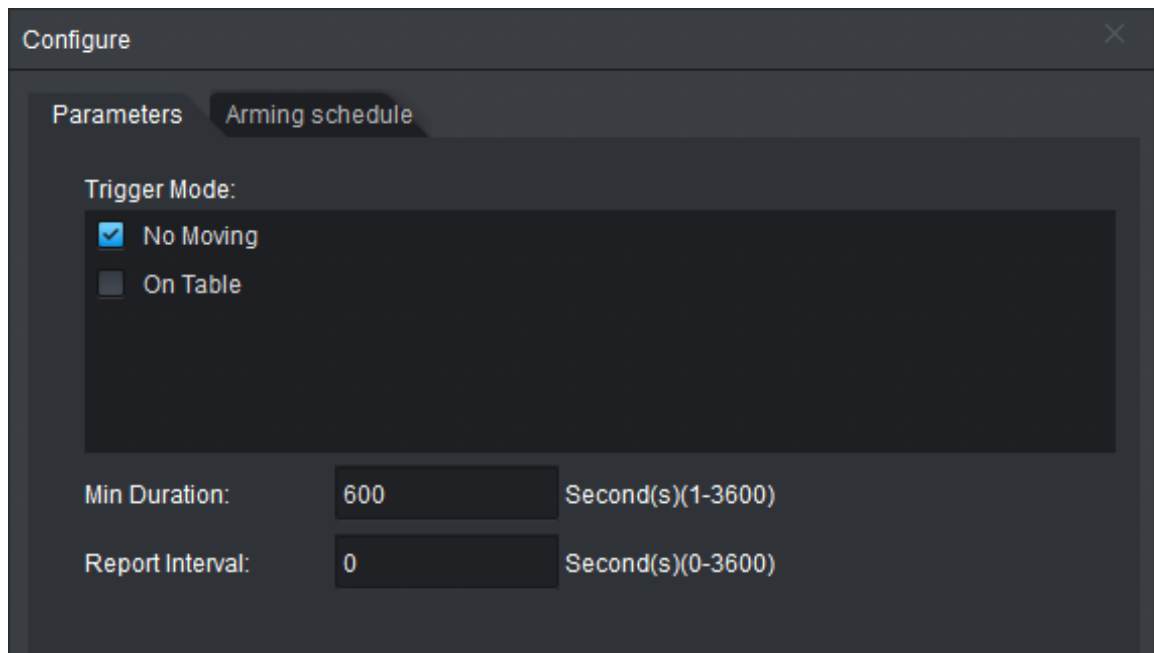 Configure
Parameters Arming schedule
Trigger Mode:
No Moving
On Table
Min Duration: 600 Second(s)(1-3600)
Report Interval: 0 Second(s)(0-3600)